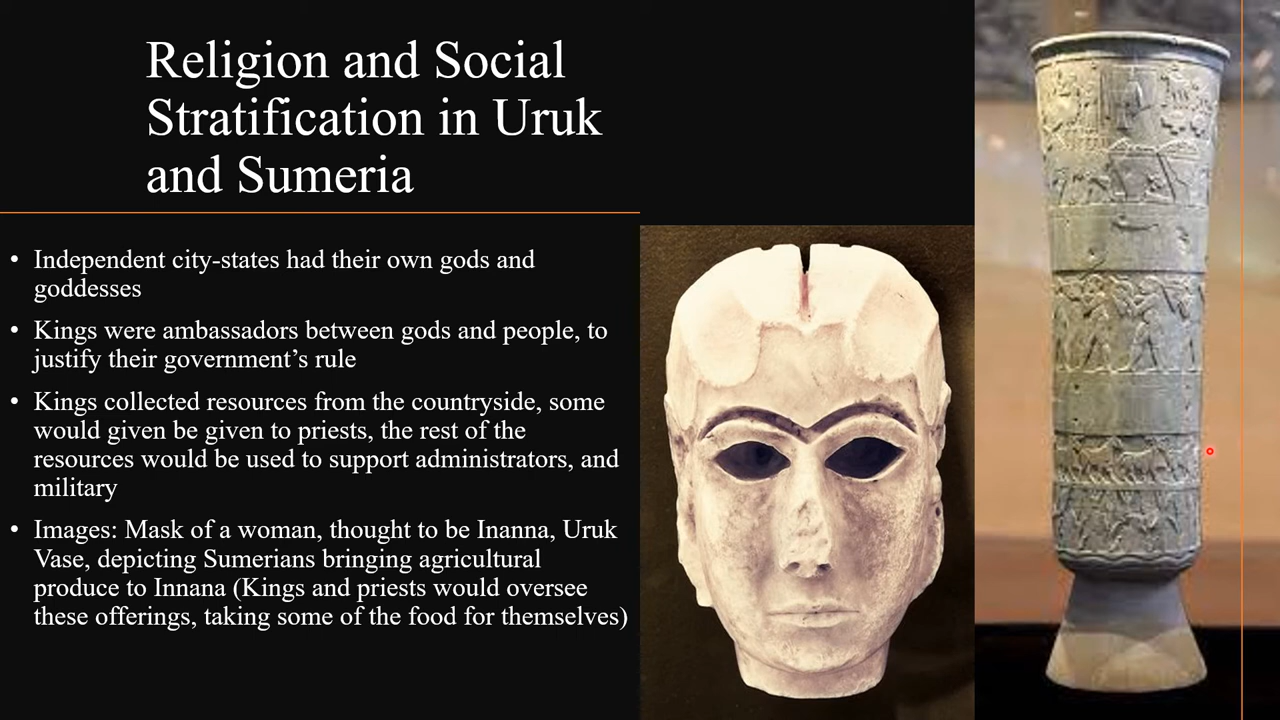 Religion and Social
Stratification in Uruk
and Sumeria
• Independent city-states had their own gods and
goddesses
• Kings were ambassadors between gods and people, to
justify their government’s rule
• Kings collected resources from the countryside, some
would given be given to priests, the rest of the
resources would be used to support administrators, and
military
• Images: Mask of a woman, thought to be Inanna, Uruk
Vase, depicting Sumerians bringing agricultural
produce to Innana (Kings and priests would oversee
these offerings, taking some of the food for themselves)